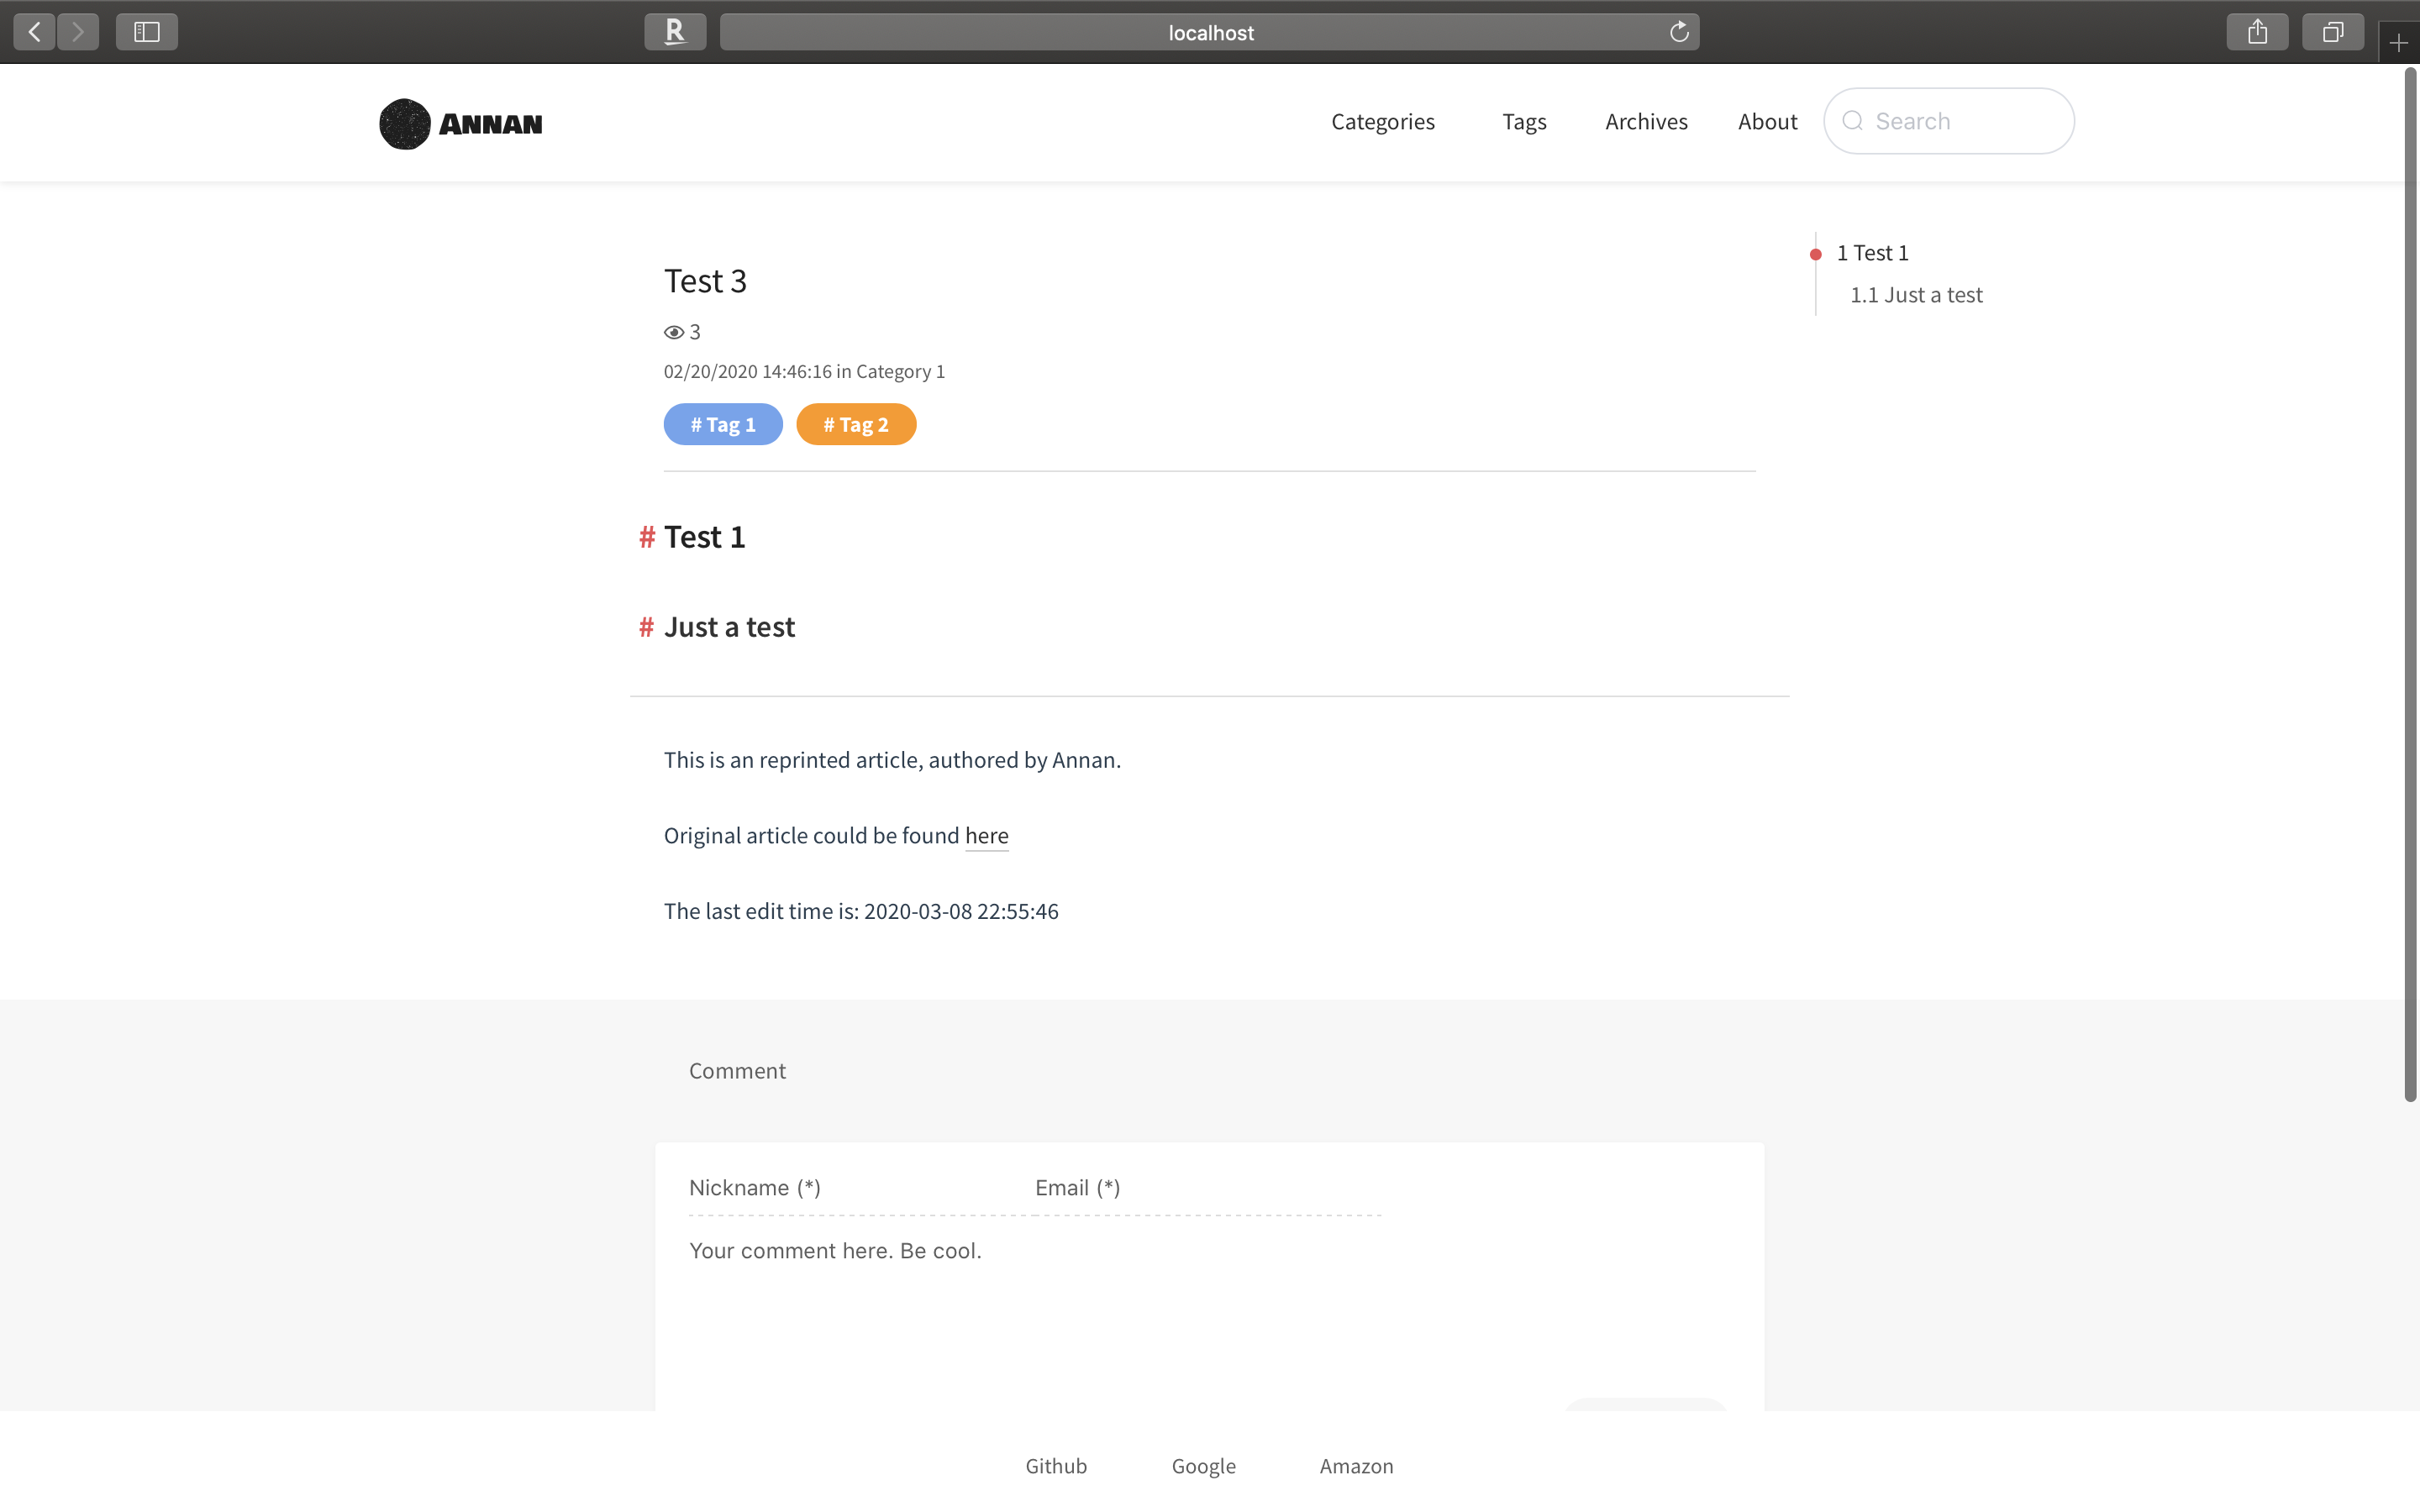 R
localhost
ANNAN
Categories Tags Archives About Search
Test 3
3
02/20/2020 14:46:16 in Category 1
# Tag 1 # Tag 2
# Test 1
# Just a test
1 Test 1
1.1 Just a test
This is an reprinted article, authored by Annan.
Original article could be found here
The last edit time is: 2020-03-08 22:55:46
Comment
Nickname (*) Email (*)
Your comment here. Be cool.
Github Google Amazon